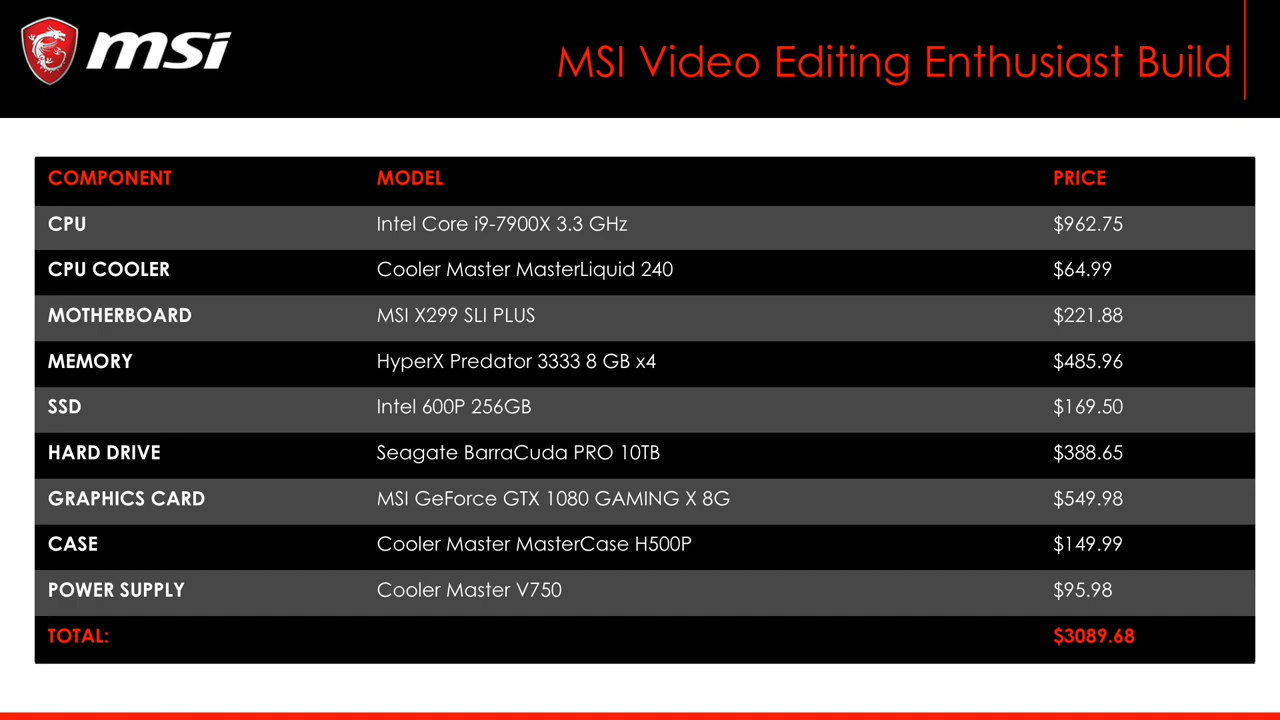 msi
MSI Video Editing Enthusiast Build
COMPONENT MODEL PRICE
CPU Intel Core i9-7900X 3.3 GHz $962.75
CPU COOLER Cooler Master MasterLiquid 240 $64.99
MOTHERBOARD MSI X299 SLI PLUS $221.88
MEMORY HyperX Predator 3333 8 GB x4 $485.96
SSD Intel 600P 256GB $169.50
HARD DRIVE Seagate BarraCuda PRO 10TB $388.65
GRAPHICS CARD MSI GeForce GTX 1080 GAMING X 8G $549.98
CASE Cooler Master MasterCase H500P $149.99
POWER SUPPLY Cooler Master V750 $95.98
TOTAL: $3089.68